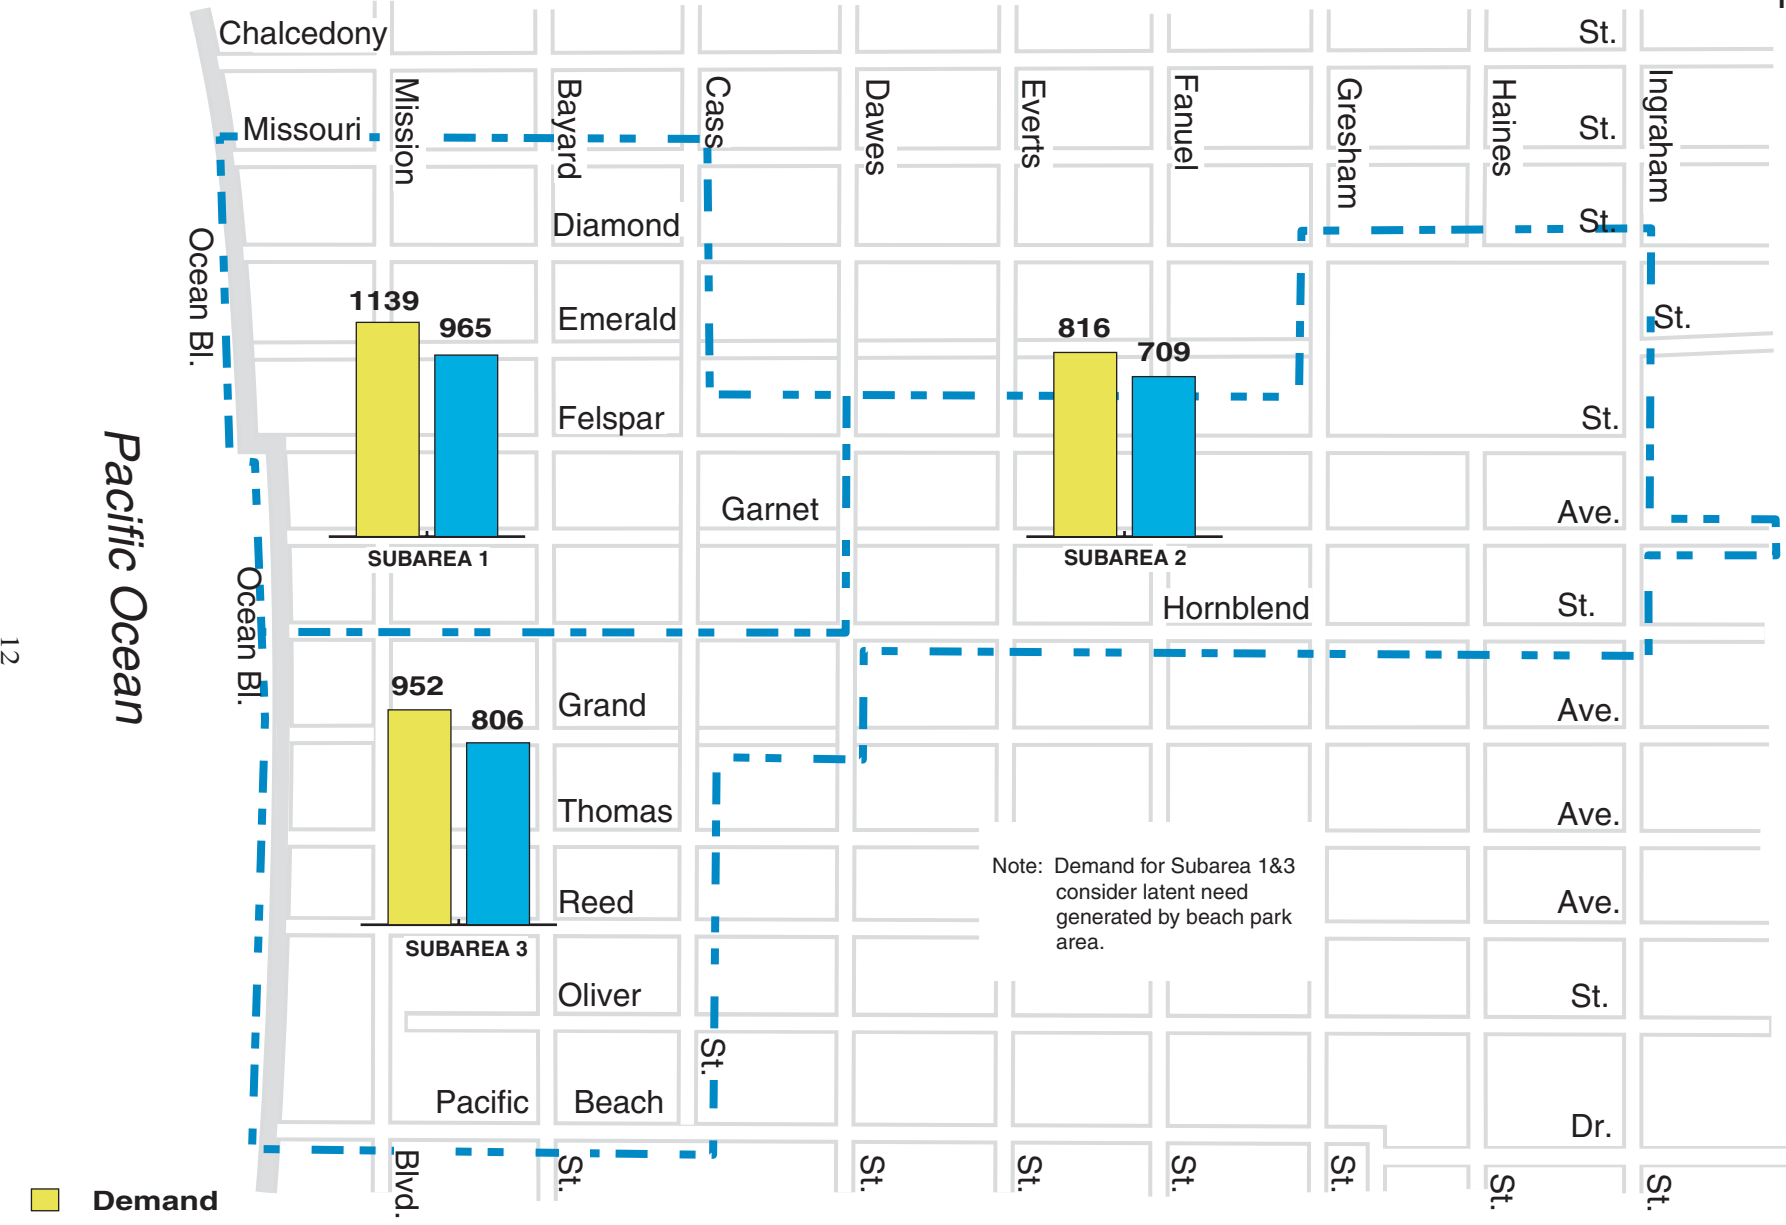 Chalcedony St.
Missouri St.
Mission
Bayard
Cass
Dawes
Everts
Fanuel
Gresham
Haines
Ingraham
Diamond St.
Ocean Bl.
1139
965
Emerald St.
816
709
Felspar St.
Pacific Ocean
Garnet Ave.
SUBAREA 1
SUBAREA 2
Ocean Bl.
Hornblend St.
12
952
806
Grand Ave.
Thomas Ave.
Note: Demand for Subarea 1&3
consider latent need
generated by beach park
area.
Reed Ave.
SUBAREA 3
Oliver St.
St.
Pacific Beach Dr.
Blvd.
St.
St.
St.
St.
St.
St.
St.
Demand